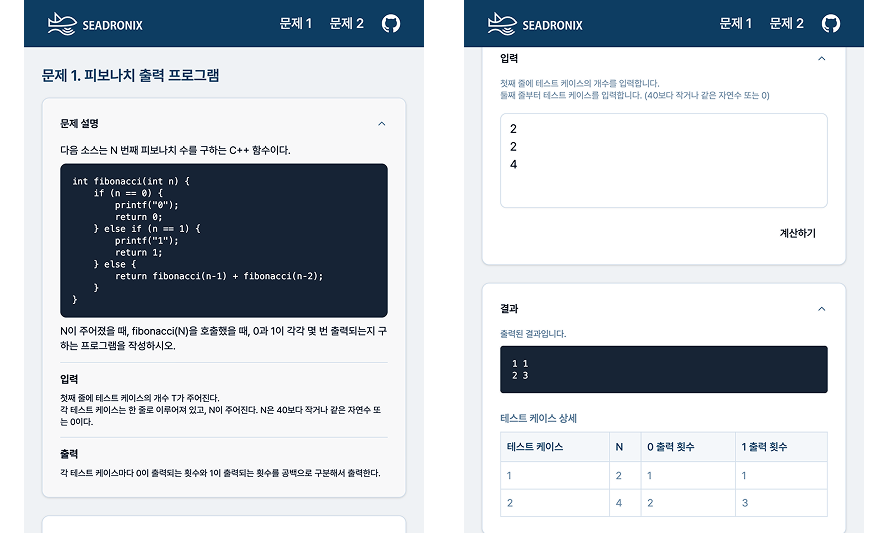 SEADRONIX
문제 1 문제 2
문제 1. 피보나치 출력 프로그램
문제 설명
다음 소스는 N 번째 피보나치 수를 구하는 C++ 함수이다.
int fibonacci(int n) {
    if (n == 0) {
        printf("0");
        return 0;
    } else if (n == 1) {
        printf("1");
        return 1;
    } else {
        return fibonacci(n-1) + fibonacci(n-2);
    }
}
N이 주어졌을 때, fibonacci(N)을 호출했을 때, 0과 1이 각각 몇 번 출력되는지 구
하는 프로그램을 작성하시오.
입력
첫째 줄에 테스트 케이스의 개수 T가 주어진다.
각 테스트 케이스는 한 줄로 이루어져 있고, N이 주어진다. N은 40보다 작거나 같은 자연수 또
는 0이다.
출력
각 테스트 케이스마다 0이 출력되는 횟수와 1이 출력되는 횟수를 공백으로 구분해서 출력한다.
SEADRONIX
문제 1 문제 2
입력
첫째 줄에 테스트 케이스의 개수를 입력합니다.
둘째 줄부터 테스트 케이스를 입력합니다. (40보다 작거나 같은 자연수 또는 0)
2
2
4
계산하기
결과
출력된 결과입니다.
1 1
2 3
테스트 케이스 상세
테스트 케이스 N 0 출력 횟수 1 출력 횟수
1 2 1 1
2 4 2 3